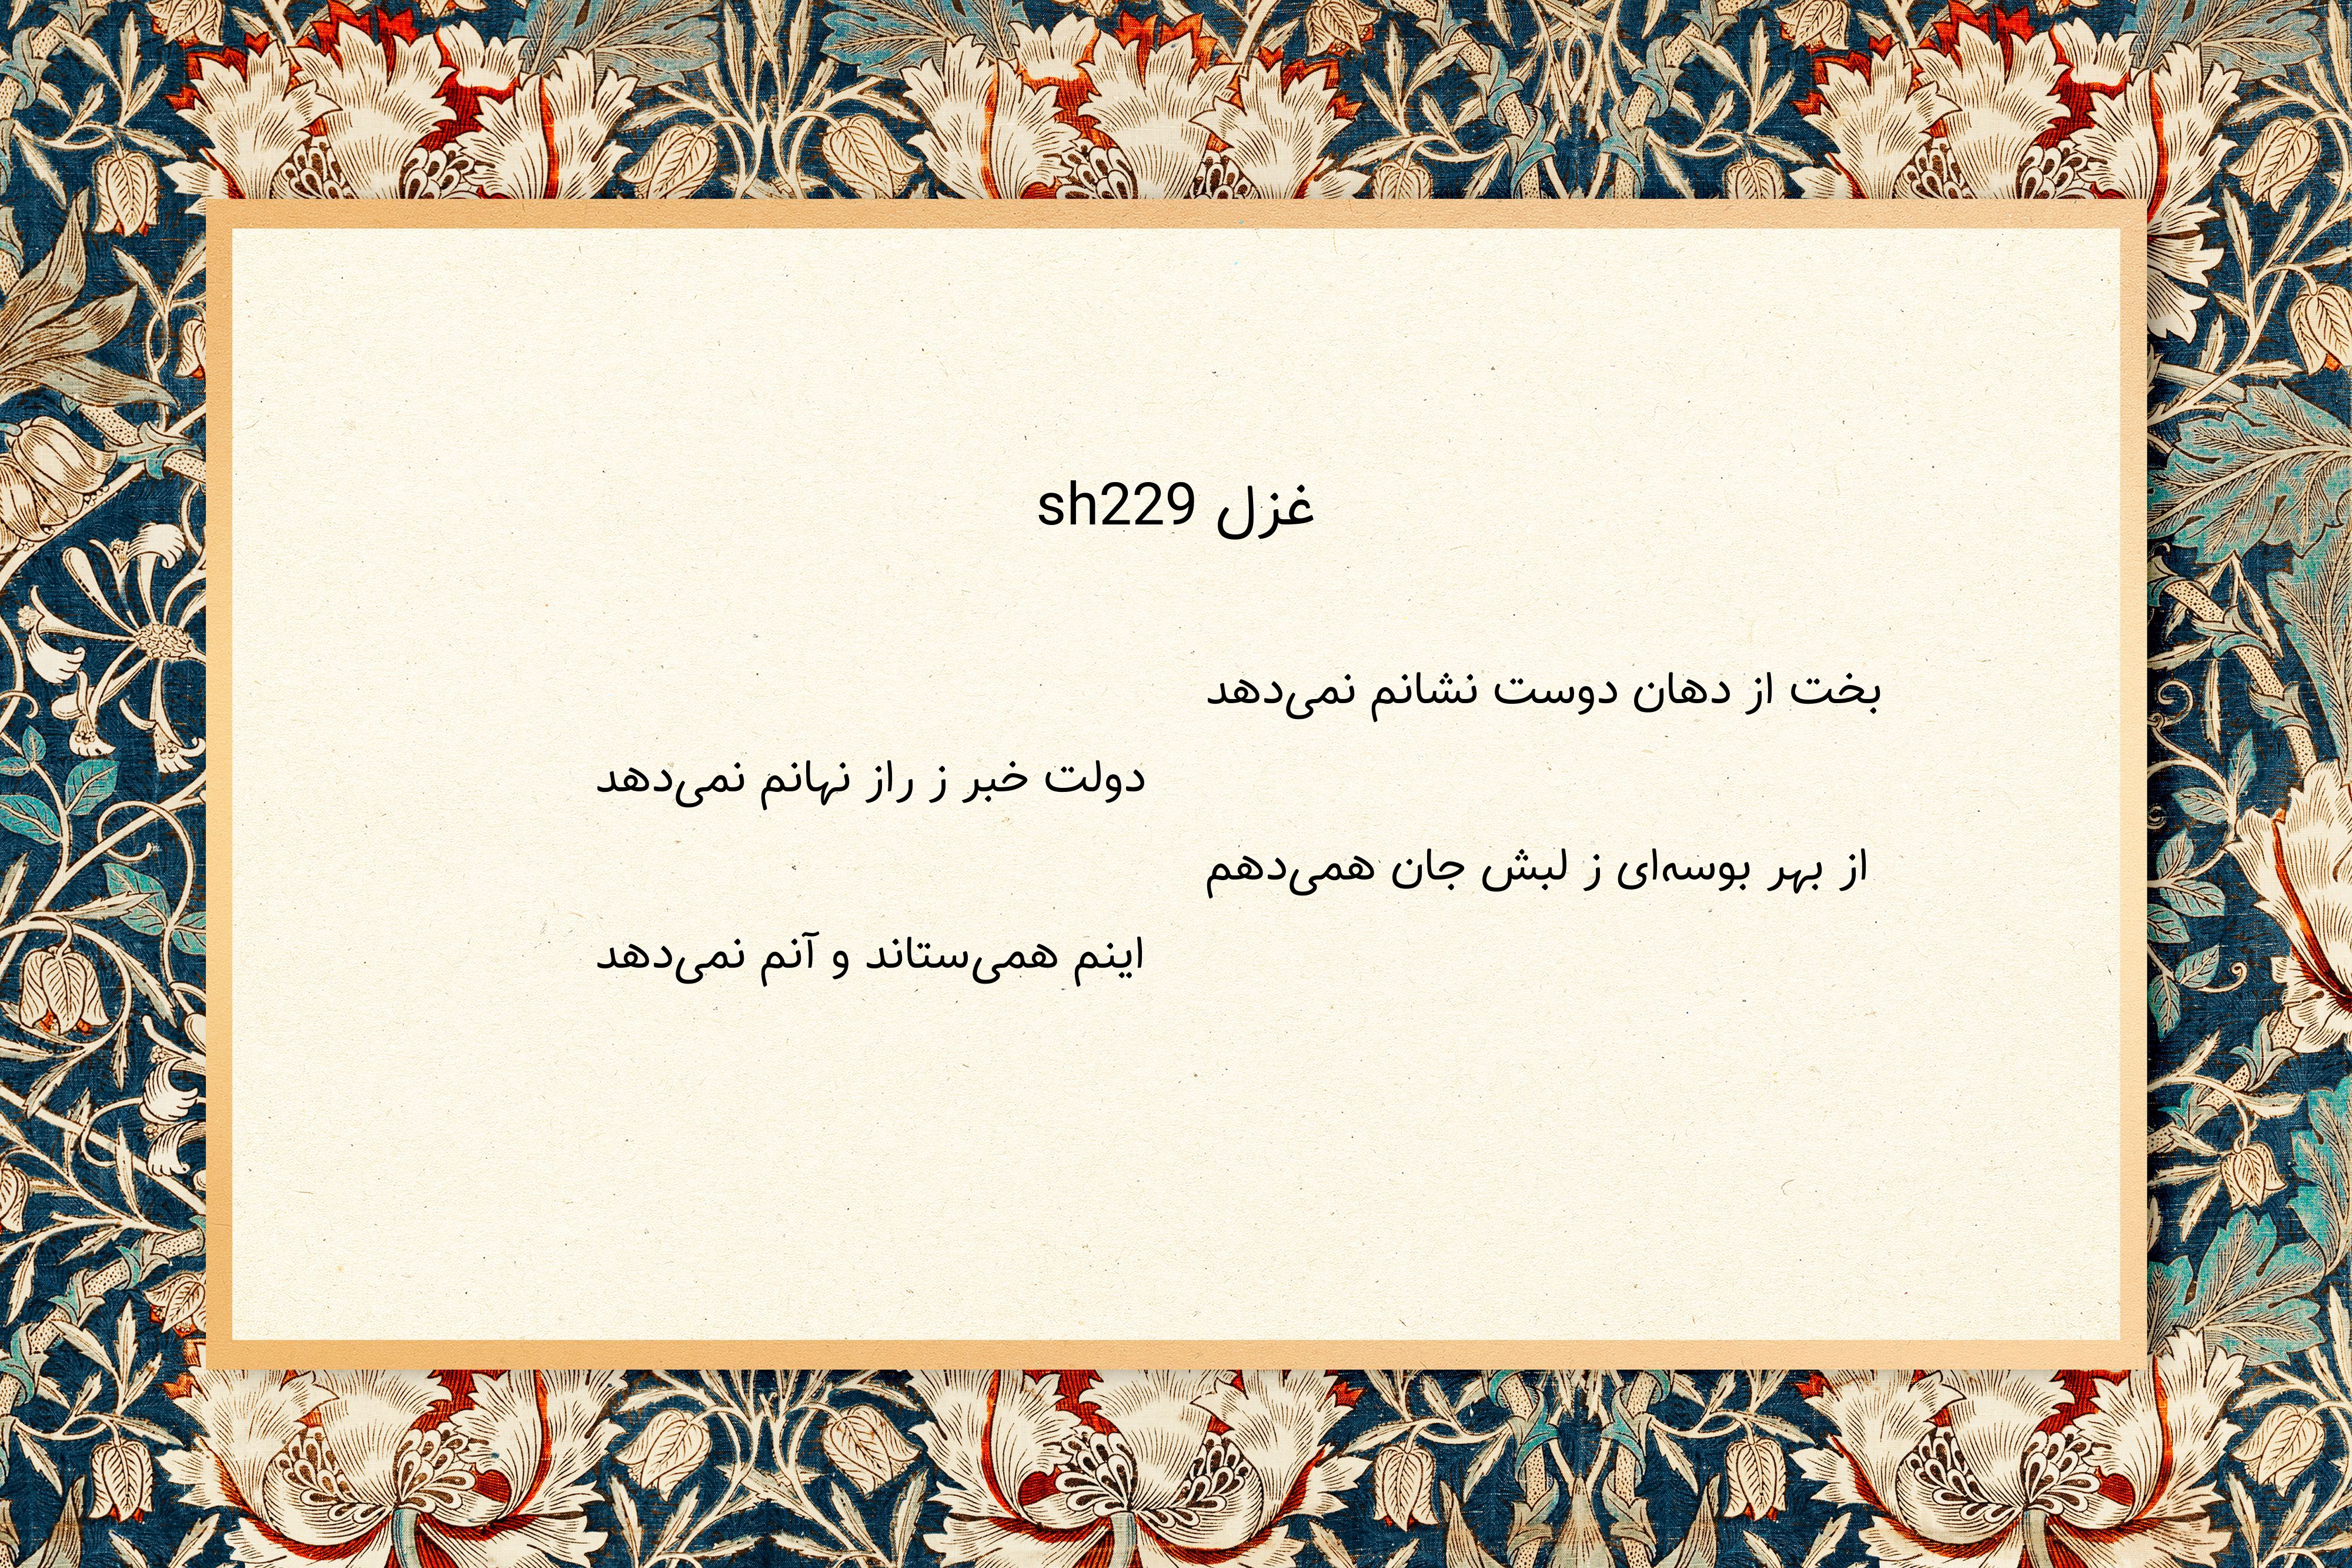 غزل sh229
بخت از دهان دوست نشانم نمی‌دهد
دولت خبر ز راز نهانم نمی‌دهد
از بهر بوسه‌ای ز لبش جان همی‌دهم
اینم همی‌ستاند و آنم نمی‌دهد